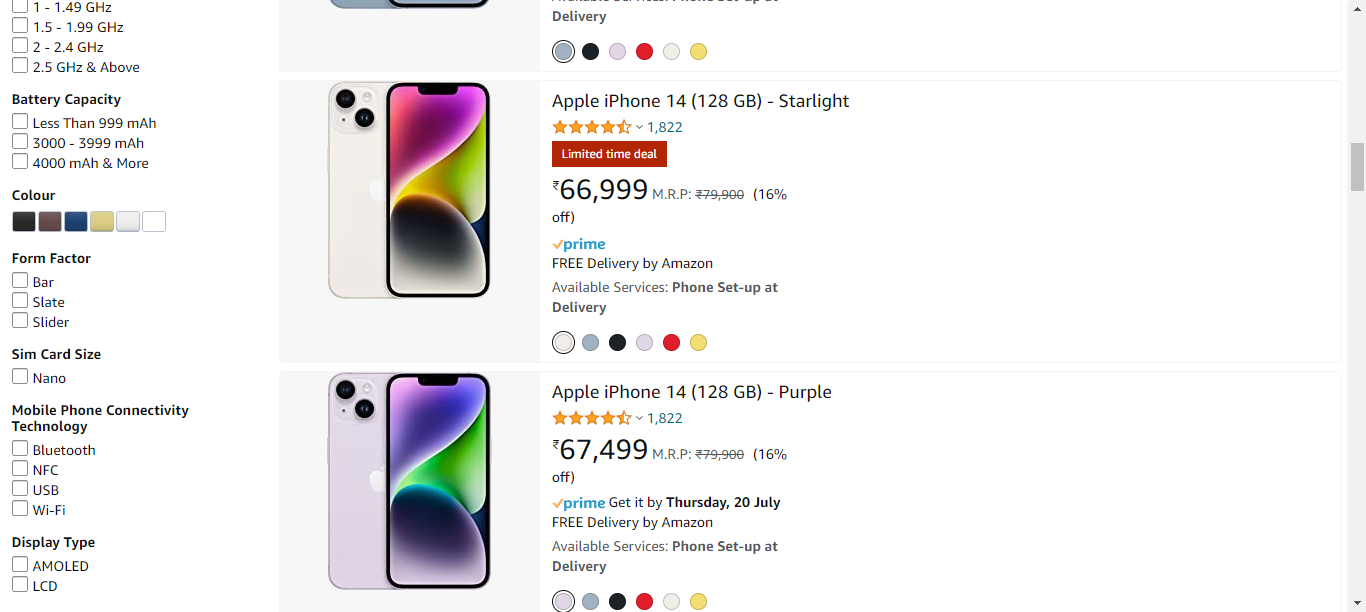 1 - 1.49 GHz
1.5 - 1.99 GHz
2 - 2.4 GHz
2.5 GHz & Above
Battery Capacity
Less Than 999 mAh
3000 - 3999 mAh
4000 mAh & More
Colour
Form Factor
Bar
Slate
Slider
Sim Card Size
Nano
Mobile Phone Connectivity
Technology
Bluetooth
NFC
USB
Wi-Fi
Display Type
AMOLED
LCD
Available Services: Phone Set-up at
Delivery
Apple iPhone 14 (128 GB) - Starlight
1,822
Limited time deal
₹66,999 M.R.P: ₹79,900 (16%
off)
prime
FREE Delivery by Amazon
Available Services: Phone Set-up at
Delivery
Apple iPhone 14 (128 GB) - Purple
1,822
₹67,499 M.R.P: ₹79,900 (16%
off)
prime Get it by Thursday, 20 July
FREE Delivery by Amazon
Available Services: Phone Set-up at
Delivery